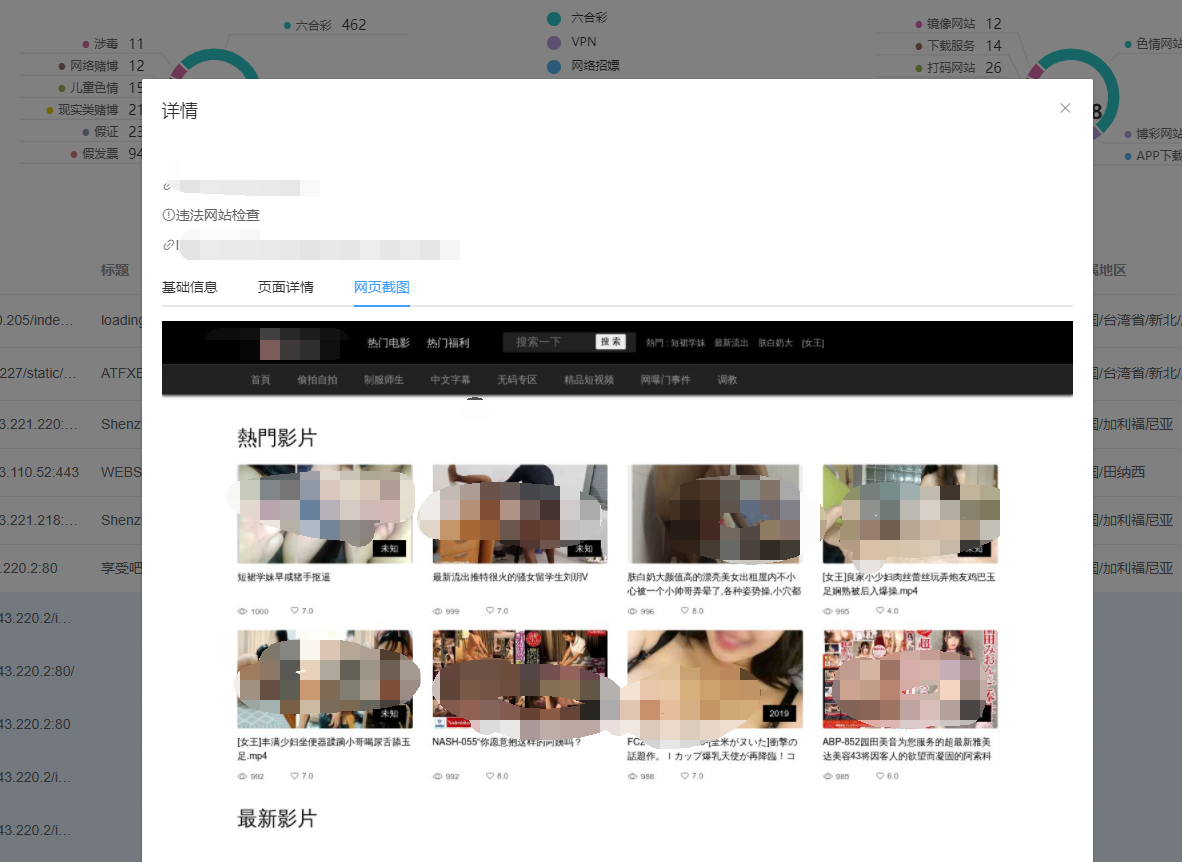 六合彩 462
涉毒 11
网络赌博 12
儿童色情 15
现实类赌博 21
假证 23
假发票 94
六合彩
VPN
网络招嫖
镜像网站 12
下载服务 14
打码网站 26
色情网站
8
博彩网站
APP下载
详情
违法网站检查
基础信息 页面详情 网页截图
标题
属地区
0.205/inde…
loading
国/台湾省/新北/
227/static/…
ATFXE
国/台湾省/新北/
3.221.220:…
Shenz
国/加利福尼亚
3.110.52:443
WEBS
国/田纳西
3.221.218:…
Shenz
国/加利福尼亚
.220.2:80
享受吧
国/加利福尼亚
43.220.2/i…
43.220.2:80/
43.220.2:80
43.220.2/i…
43.220.2/i…
热门电影 热门福利 搜索一下 搜 索 熱門 : 短裙学妹 最新流出 肤白奶大 [女王]
首頁 偷拍自拍 制服师生 中文字幕 无码专区 精品短视频 网曝门事件 调教
熱門影片
未知
未知
未知
短裙学妹早咸猪手抠逼
1000 7.0
最新流出推特很火的骚女留学生刘玥V
999 7.0
肤白奶大颜值高的漂亮美女出租屋内不小
心被一个小帅哥弄晕了,各种姿势操,小穴都
996 8.0
[女王]良家小少妇肉丝蕾丝玩弄炮友鸡巴玉
足娴熟被后入爆操.mp4
995 4.0
未知
2019
[女王]丰满少妇坐便器蹂躏小哥喝尿舌舔玉
足.mp4
992 7.0
NASH-055"你愿意抱这样的阿姨吗？
992 8.0
FC2
[全米がヌいた]衝撃の
話題作。Iカップ爆乳天使が再降臨！コ
988 7.0
ABP-852园田美音为您服务的超最新雅美
达美容43将因客人的欲望而凝固的阿索科
985 6.0
最新影片